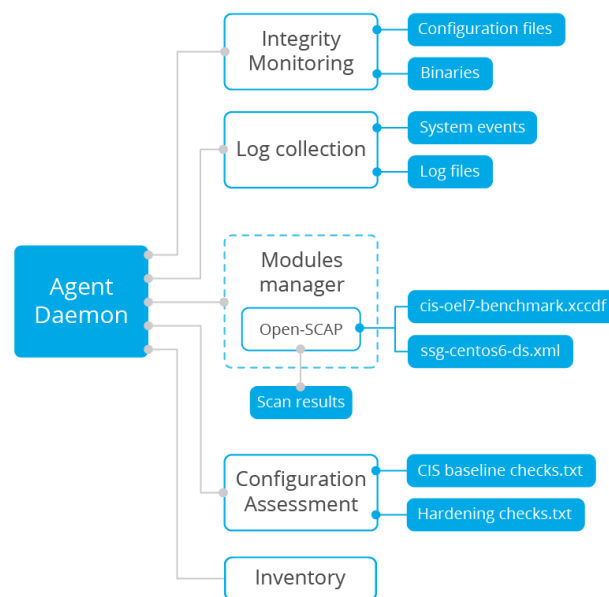 Integrity
Monitoring
Configuration files
Binaries
Log collection
System events
Log files
Agent
Daemon
Modules
manager
Open-SCAP
cis-oel7-benchmark.xccdf
ssg-centos6-ds.xml
Scan results
Configuration
Assessment
CIS baseline checks.txt
Hardening checks.txt
Inventory